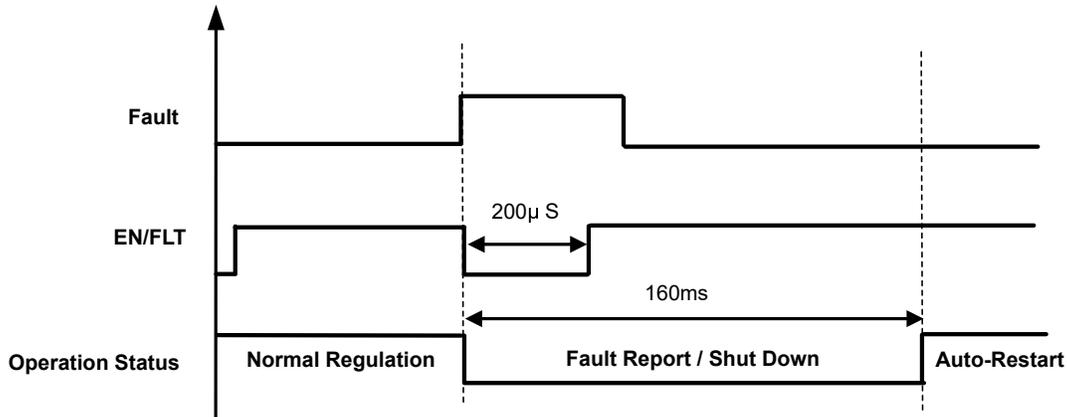 Fault
200μ S
EN/FLT
160ms
Operation Status
Normal Regulation
Fault Report / Shut Down
Auto-Restart